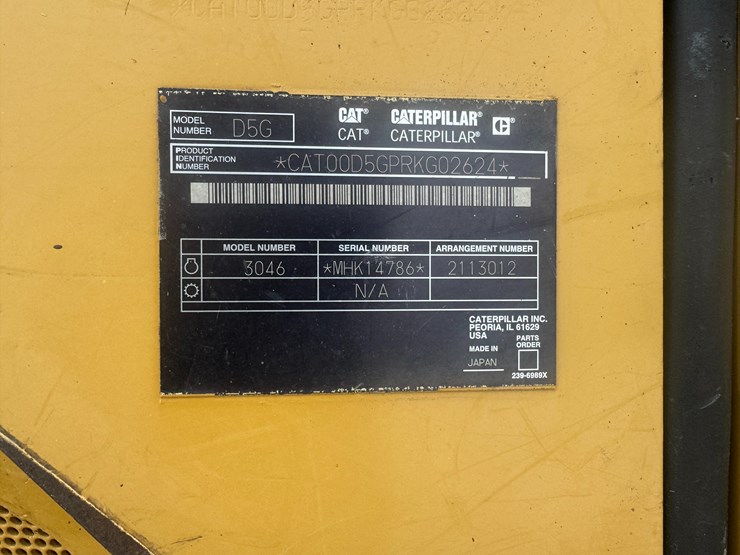 *CAT00D5GPRKG02624*
MODEL NUMBER D5G
CAT® CATERPILLAR® C®
CAT® CATERPILLAR®
PRODUCT IDENTIFICATION NUMBER *CAT00D5GPRKG02624*
MODEL NUMBER SERIAL NUMBER ARRANGEMENT NUMBER
3046 *MHK14786* 2113012
N/A
CATERPILLAR INC.
PEORIA, IL 61629
USA
MADE IN JAPAN
PARTS ORDER
239-6989X